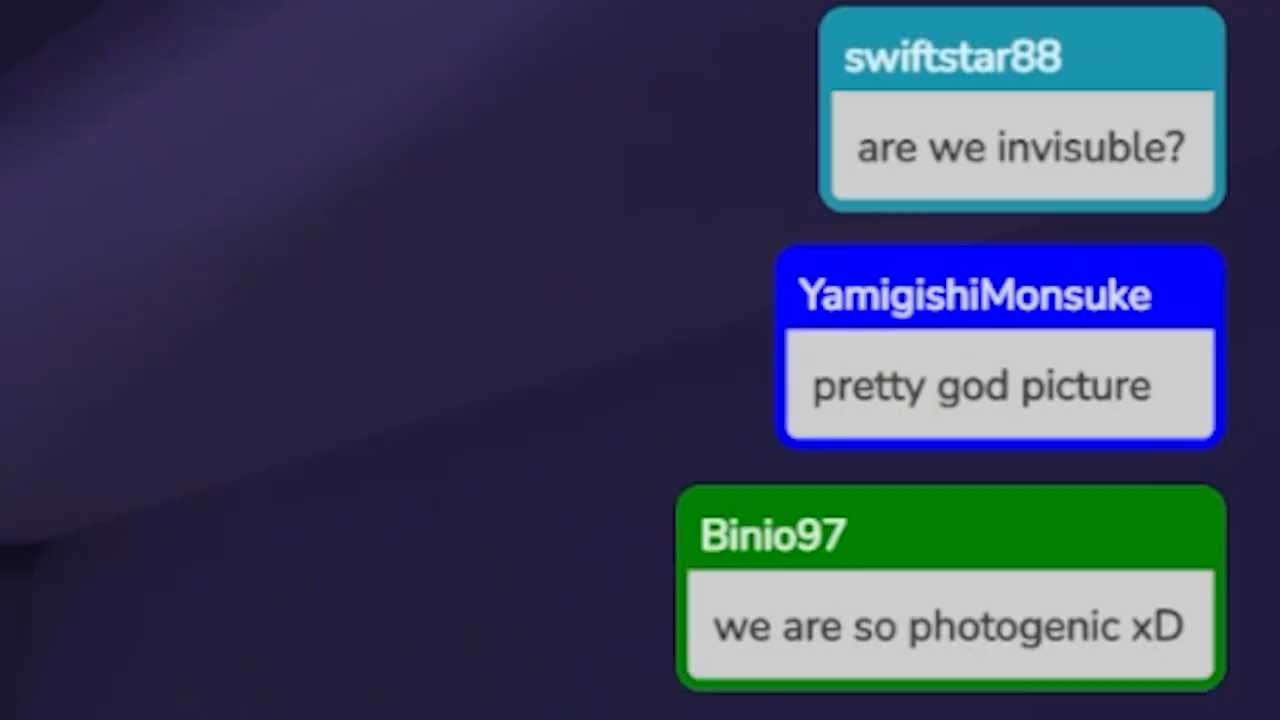 swiftstar88
are we invisuble?
YamigishiMonsuke
pretty god picture
Binio97
we are so photogenic xD